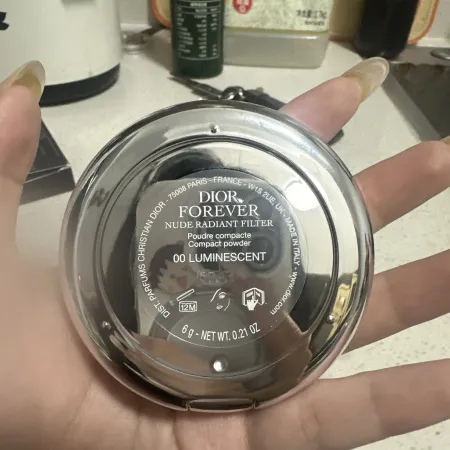 DIST. PARFUMS CHRISTIAN DIOR - 75008 PARIS - FRANCE - W1S 2UE, UK - MADE IN ITALY - www.dior.com
DIOR
FOREVER
NUDE RADIANT FILTER
Poudre compacte
Compact powder
00 LUMINESCENT
12M
6 g - NET WT. 0.21 OZ